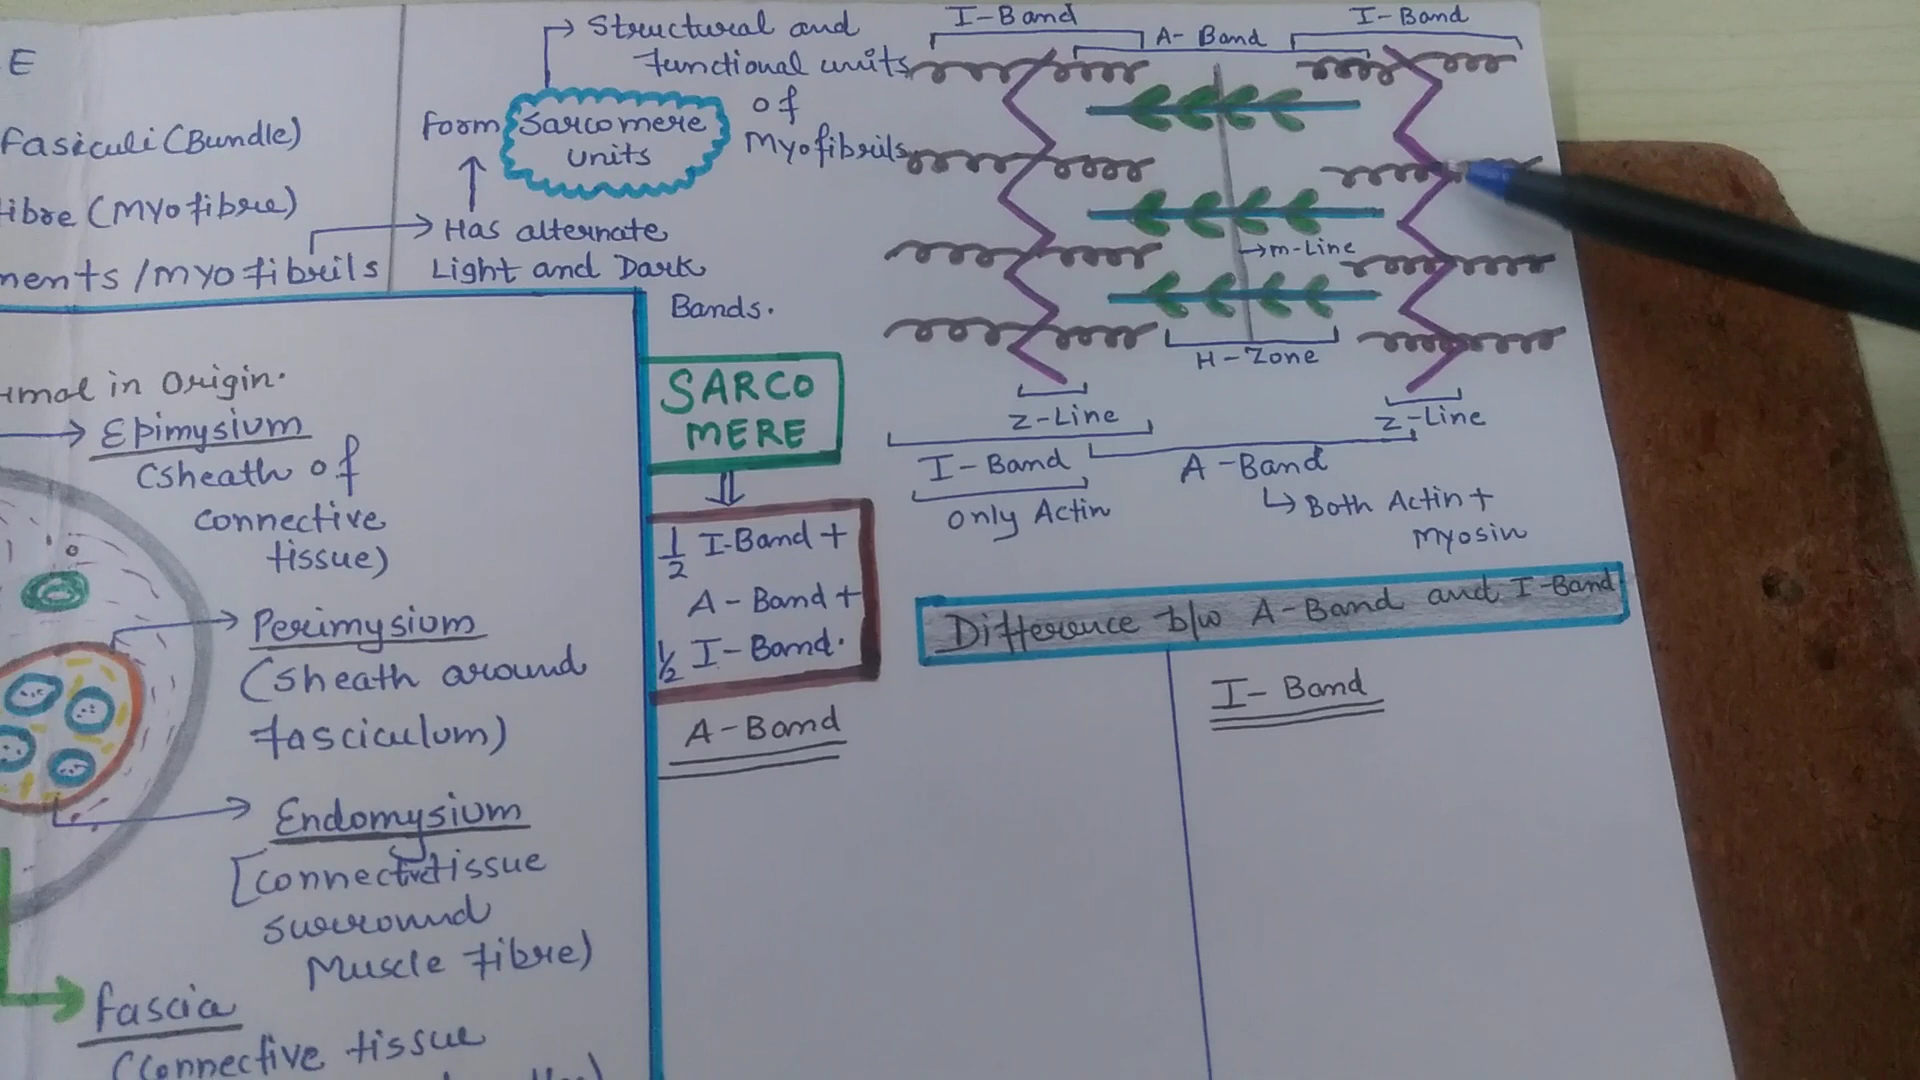 E
Fasiculi (Bundle)
ibre (Myofibre)
ments / myofibrils
Structural and
functional units
of
Myofibrils
form
Sarcomere
units
Has alternate
Light and Dark
Bands.
I-Band
A-Band
I-Band
m-Line
H-Zone
Z-Line
Z-Line
I-Band
A-Band
only Actin
Both Actin +
myosin
SARCO
MERE
1/2 I-Band +
A-Band +
1/2 I-Band.
Difference b/w A-Band and I-Band
A-Band
I-Band
in Origin.
Epimysium
(sheath of
connective
tissue)
Perimysium
(sheath around
fasciculum)
Endomysium
[connective tissue
surround
Muscle fibre)
fascia
(Connective tissue